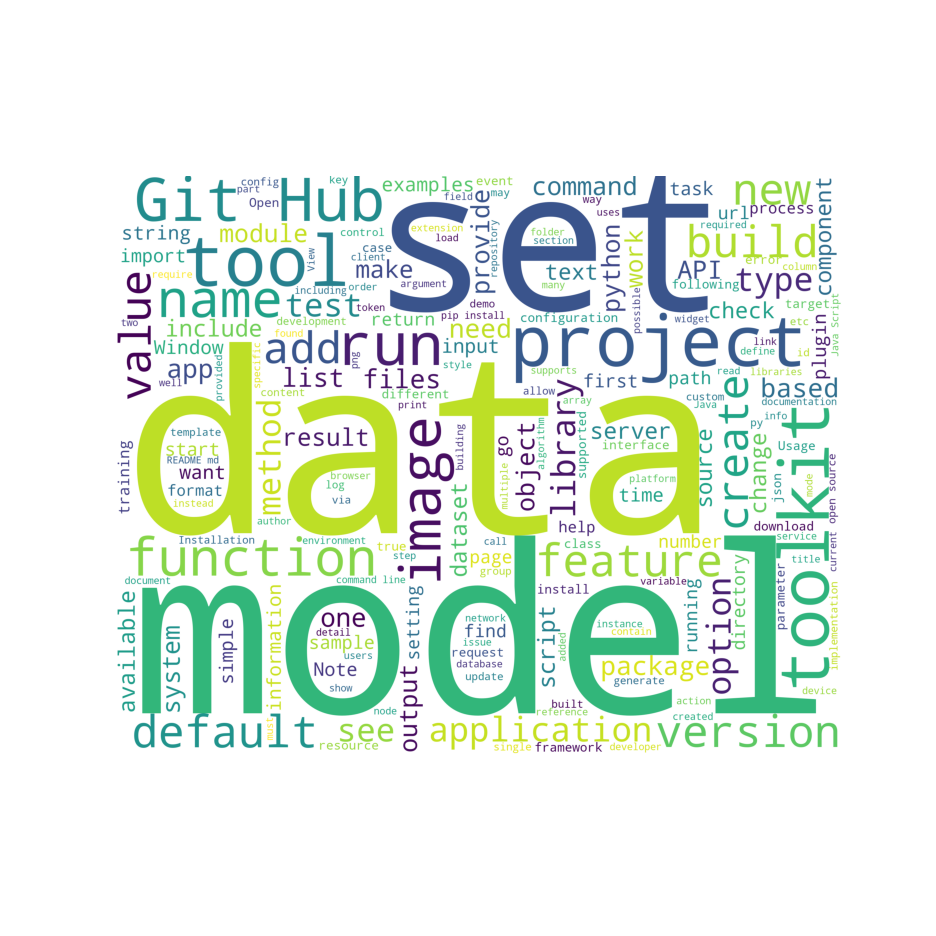 config
part
Open
key
examples
event
may
field
command
way
uses
task
new
Git Hub
set
url
process
required
string
module
control
case
client
extension
load
provide
repository
folder
section
many
text
python
work
build
API
component
import
require
tool
View
make
argument
following
error
column
type
including
order
name
test
token
demo
pip install
configuration
possible
widget
check
target
etc
id
Java Script
value
two
include
development
found
return
need
project
link
define
plugin
Window
add
run
input
style
supports
libraries
app
well
provided
specific
content
list
files
different
print
allow
array
first
path
custom
Java
read
based
documentation
data
template
start
README md
want
format
instead
method
author
result
browser
log
via
image
dataset
building
multiple
go
object
algorithm
library
supported
server
interface
platform
time
source
create
change
py
info
Usage
json
mode
toolkit
current open source
training
Installation
environment
true
step
call
help
class
number
download
service
function
page
group
feature
title
document
command line
install
variable
running
directory
parameter
implementation
model
available
system
simple
information
one
detail
sample
users
Note
show
setting
network
find
issue
request
database
update
script
added
instance
contain
package
generate
option
device
action
default
must
see
resource
node
output
application
reference
built
single
framework
developer
created
version